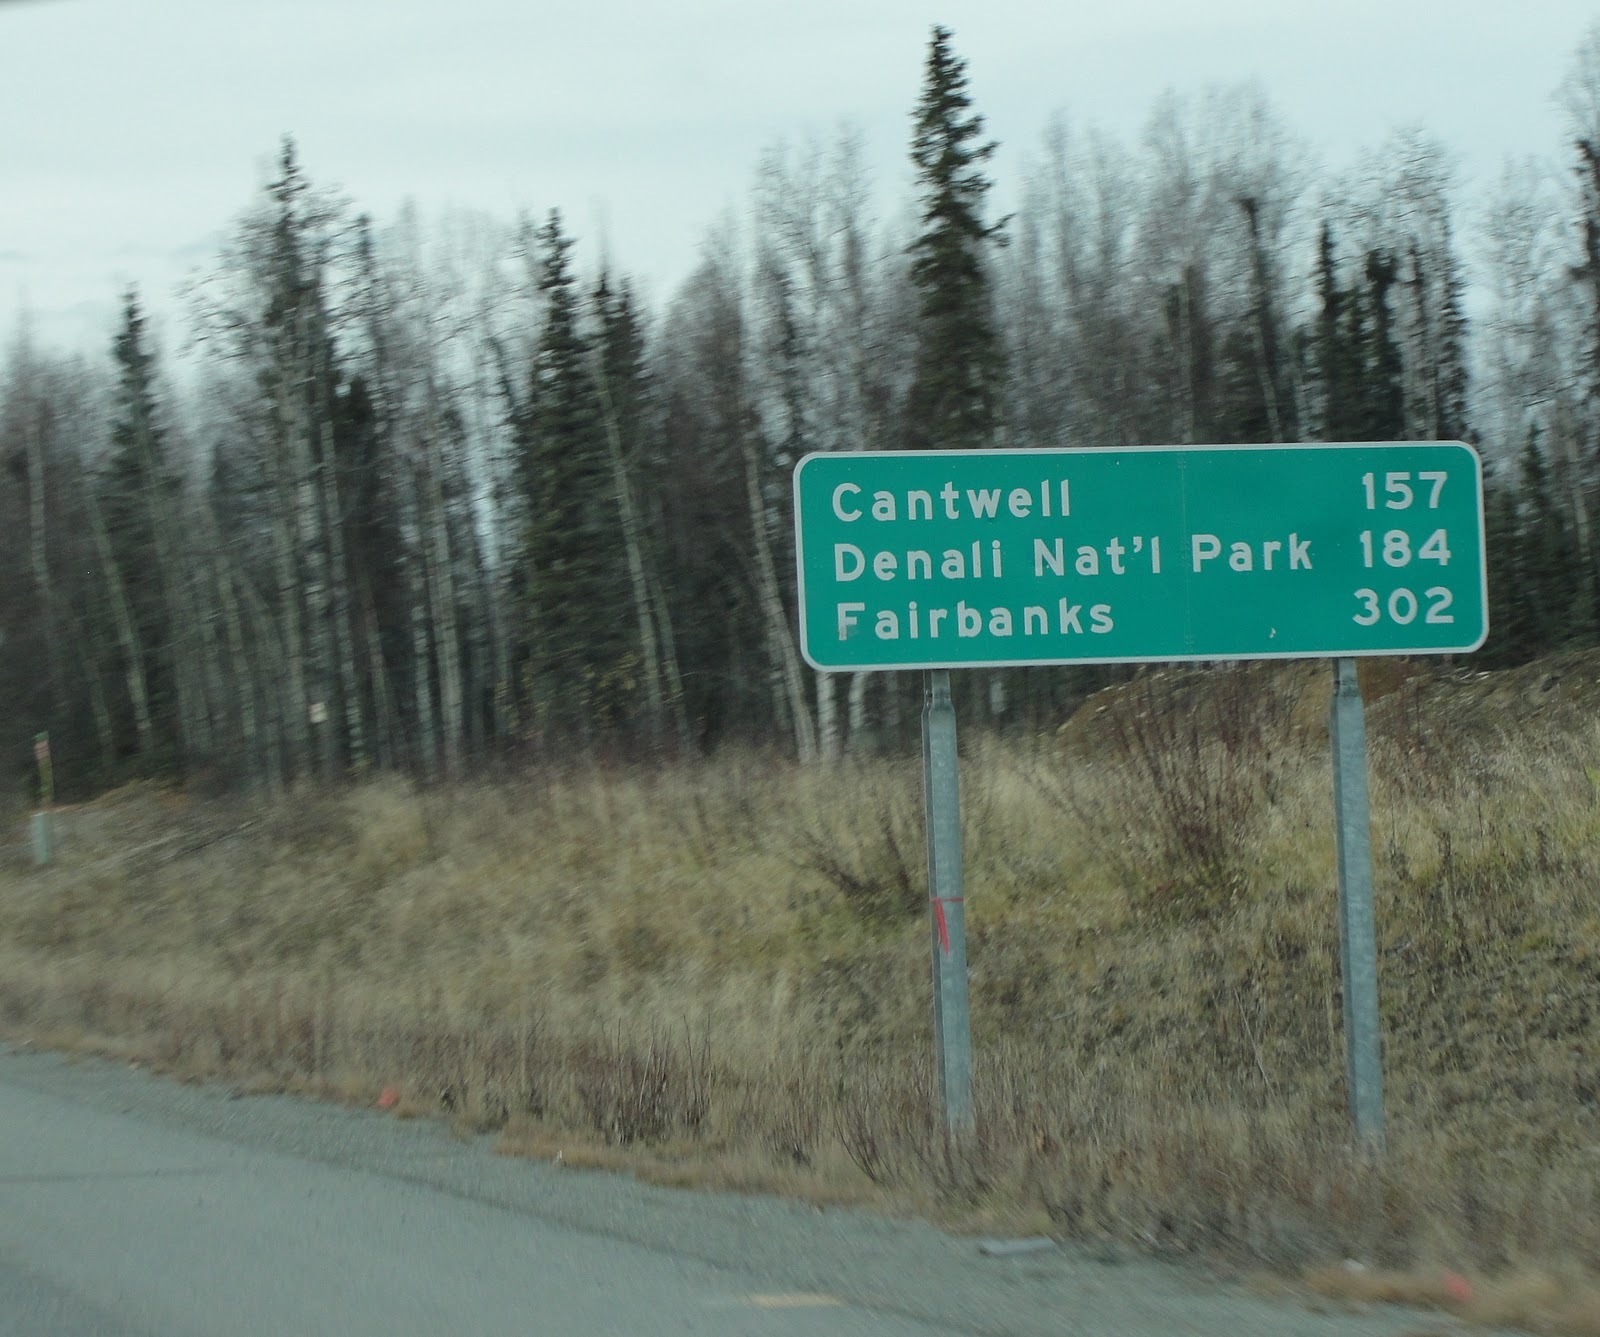 Cantwell 157
Denali Nat'l Park 184
Fairbanks 302